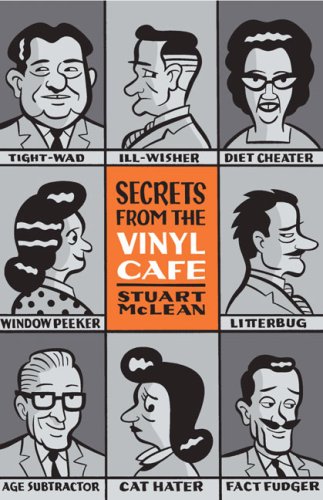 TIGHT-WAD
ILL-WISHER
DIET CHEATER
SECRETS
FROM THE
VINYL
CAFE
STUART
McLEAN
WINDOW PEEKER
LITTERBUG
AGE SUBTRACTOR
CAT HATER
FACT FUDGER